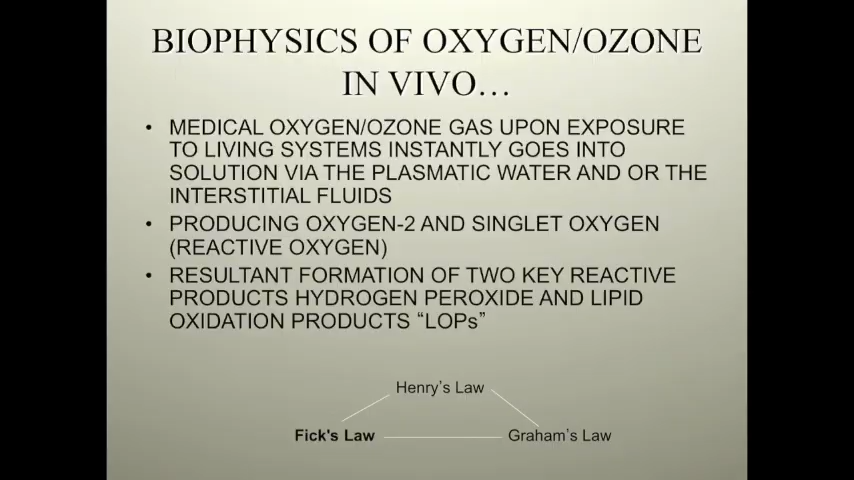 BIOPHYSICS OF OXYGEN/OZONE
IN VIVO…
• MEDICAL OXYGEN/OZONE GAS UPON EXPOSURE
TO LIVING SYSTEMS INSTANTLY GOES INTO
SOLUTION VIA THE PLASMATIC WATER AND OR THE
INTERSTITIAL FLUIDS
• PRODUCING OXYGEN-2 AND SINGLET OXYGEN
(REACTIVE OXYGEN)
• RESULTANT FORMATION OF TWO KEY REACTIVE
PRODUCTS HYDROGEN PEROXIDE AND LIPID
OXIDATION PRODUCTS “LOPs”
Henry’s Law
Fick's Law
Graham’s Law